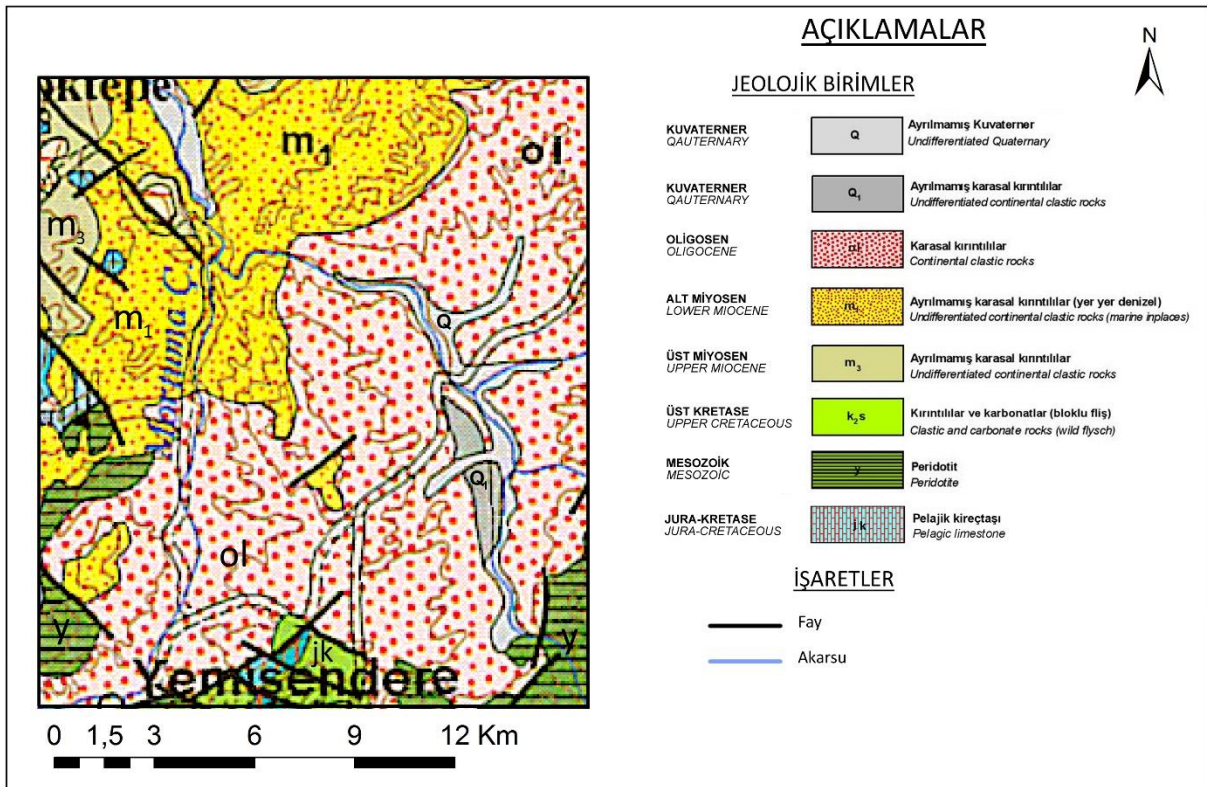 AÇIKLAMALAR
N
JEOLOJİK BİRİMLER
KUVATERNER
QAUTERNARY
Q
Ayrılmamış Kuvaterner
Undifferentiated Quaternary
KUVATERNER
QAUTERNARY
Q1
Ayrılmamış karasal kırıntılılar
Undifferentiated continental clastic rocks
OLİGOSEN
OLIGOCENE
ol
Karasal kırıntılılar
Continental clastic rocks
ALT MİYOSEN
LOWER MIOCENE
m1
Ayrılmamış karasal kırıntılılar (yer yer denizel)
Undifferentiated continental clastic rocks (marine inplaces)
ÜST MİYOSEN
UPPER MIOCENE
m3
Ayrılmamış karasal kırıntılılar
Undifferentiated continental clastic rocks
ÜST KRETASE
UPPER CRETACEOUS
k2s
Kırıntılılar ve karbonatlar (bloklu fliş)
Clastic and carbonate rocks (wild flysch)
MESOZOİK
MESOZOIC
y
Peridotit
Peridotite
JURA-KRETASE
JURA-CRETACEOUS
jk
Pelajik kireçtaşı
Pelagic limestone
İŞARETLER
Fay
Akarsu
m1
ol
m3
m1
Q
Q1
ol
y
y
jk
Yemisendere
0 1,5 3 6 9 12 Km